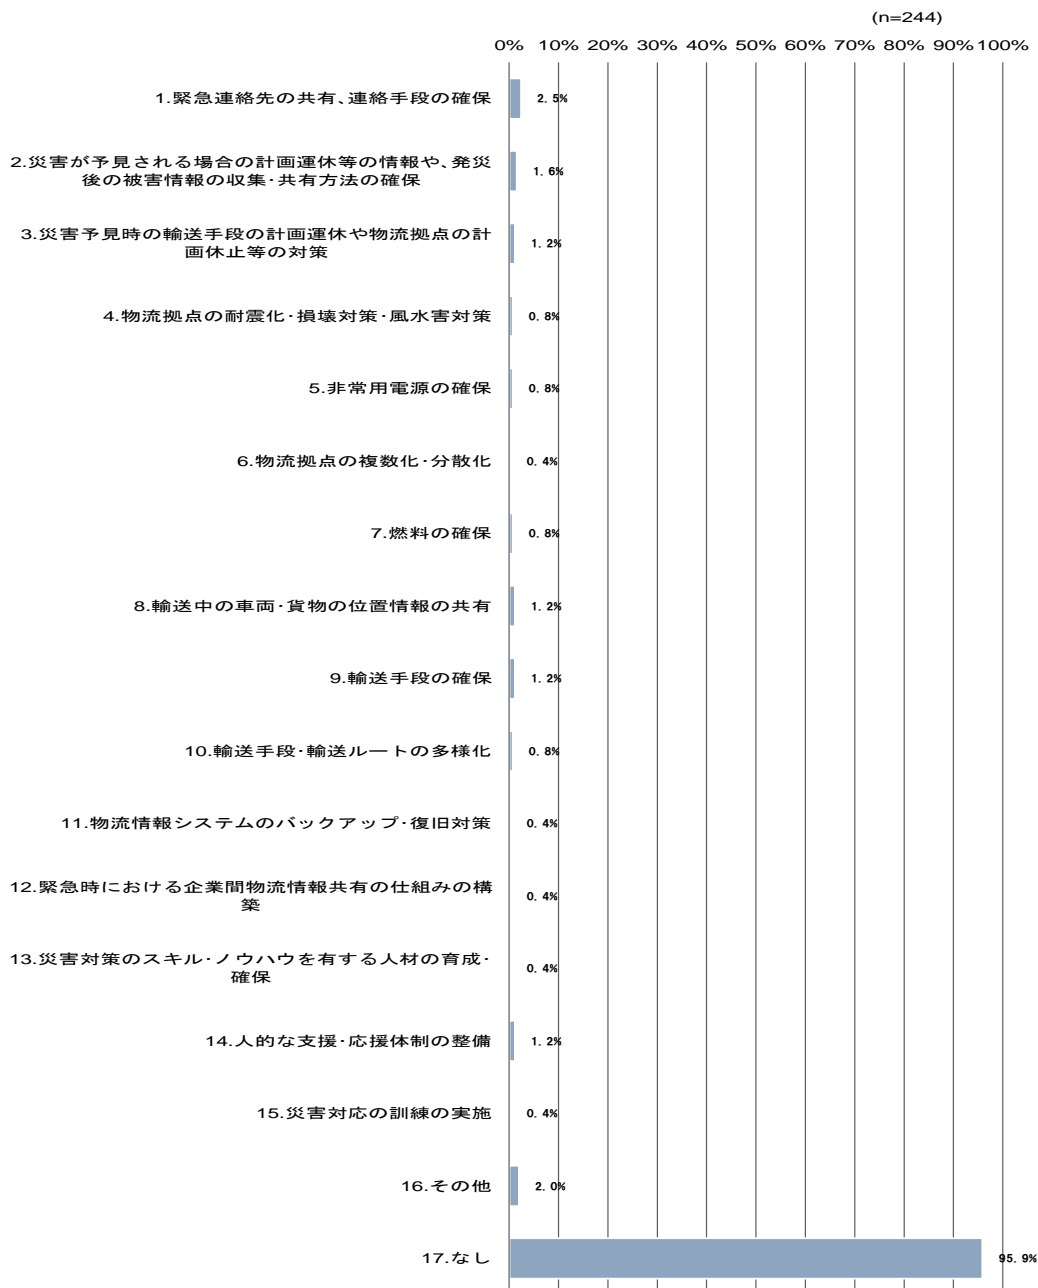 (n=244)
0% 10% 20% 30% 40% 50% 60% 70% 80% 90% 100%
1.緊急連絡先の共有、連絡手段の確保 2.5%
2.災害が予見される場合の計画運休等の情報や、発災
後の被害情報の収集・共有方法の確保 1.6%
3.災害予見時の輸送手段の計画運休や物流拠点の計
画休止等の対策 1.2%
4.物流拠点の耐震化・損壊対策・風水害対策 0.8%
5.非常用電源の確保 0.8%
6.物流拠点の複数化・分散化 0.4%
7.燃料の確保 0.8%
8.輸送中の車両・貨物の位置情報の共有 1.2%
9.輸送手段の確保 1.2%
10.輸送手段・輸送ルートの多様化 0.8%
11.物流情報システムのバックアップ・復旧対策 0.4%
12.緊急時における企業間物流情報共有の仕組みの構
築 0.4%
13.災害対策のスキル・ノウハウを有する人材の育成・
確保 0.4%
14.人的な支援・応援体制の整備 1.2%
15.災害対応の訓練の実施 0.4%
16.その他 2.0%
17.なし 95.9%